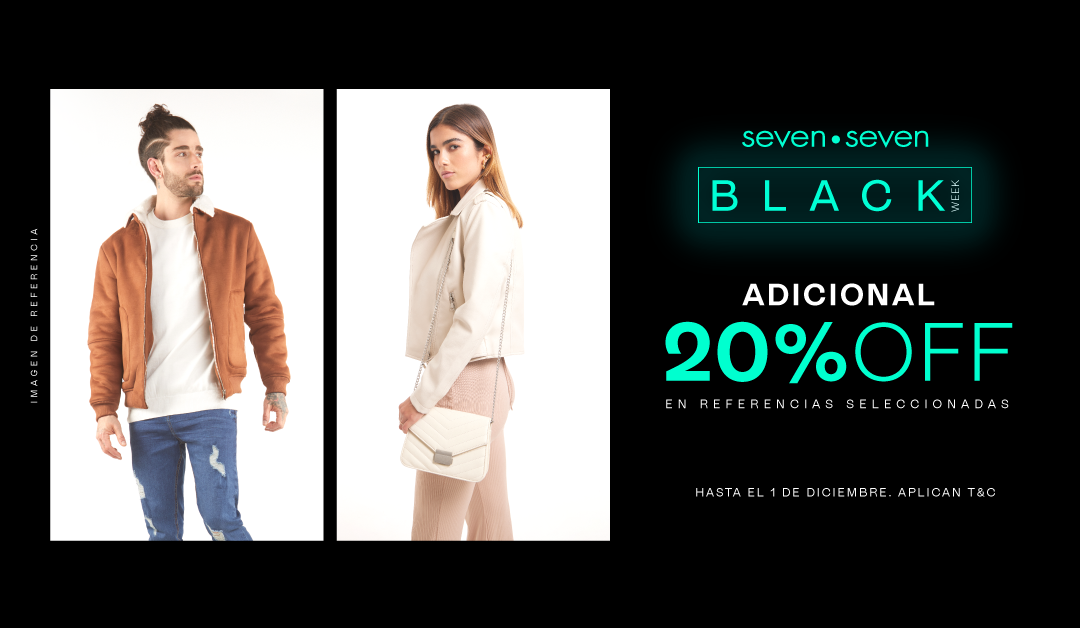 IMAGEN DE REFERENCIA
seven•seven
BLACK WEEK
ADICIONAL
20%OFF
EN REFERENCIAS SELECCIONADAS
HASTA EL 1 DE DICIEMBRE. APLICAN T&C